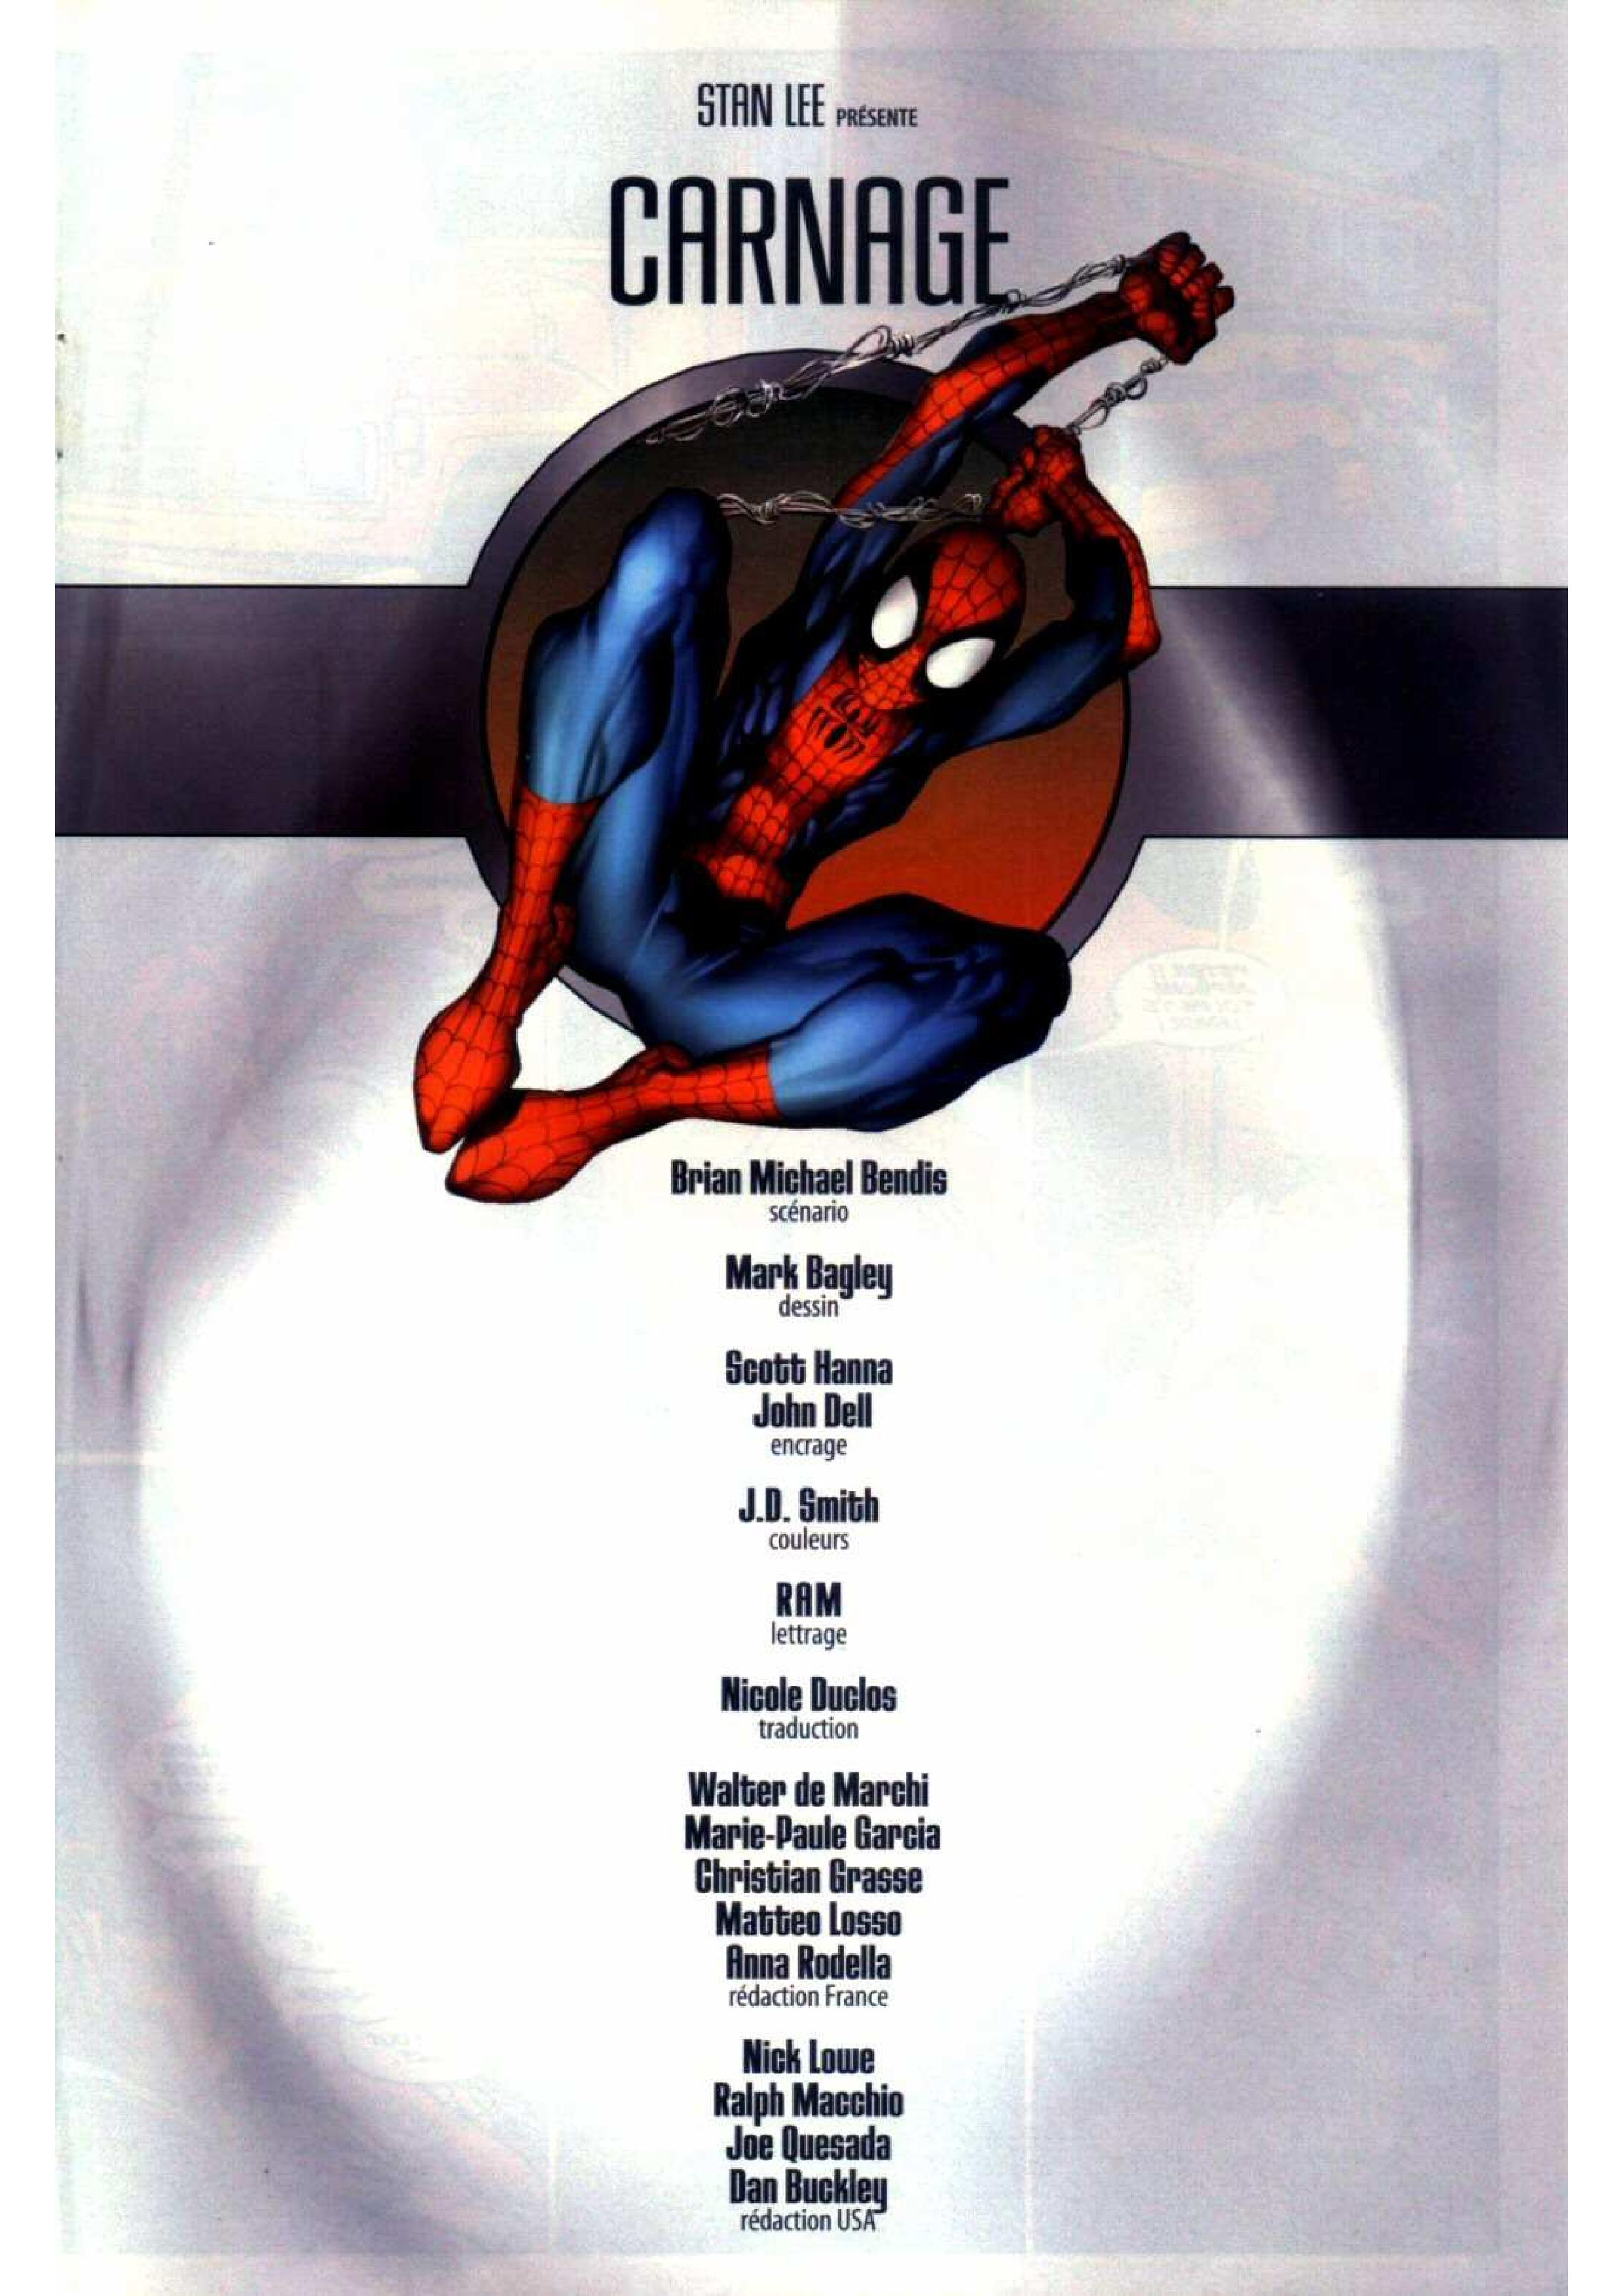 STAN LEE PRÉSENTE
CARNAGE
Brian Michael Bendis
scénario
Mark Bagley
dessin
Scott Hanna
John Dell
encrage
J.D. Smith
couleurs
RAM
lettrage
Nicole Duclos
traduction
Walter de Marchi
Marie-Paule Garcia
Christian Grasse
Matteo Losso
Anna Rodella
rédaction France
Nick Lowe
Ralph Macchio
Joe Quesada
Dan Buckley
rédaction USA